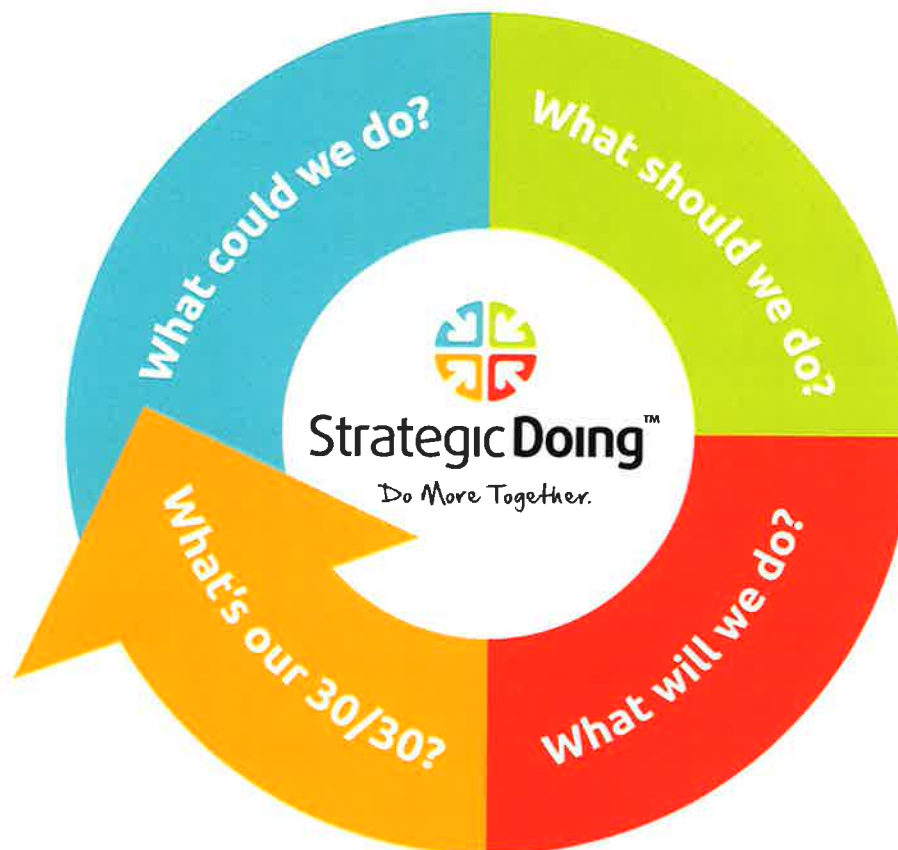 What could we do?
What should we do?
What will we do?
What's our 30/30?
StrategicDoing™
Do More Together.